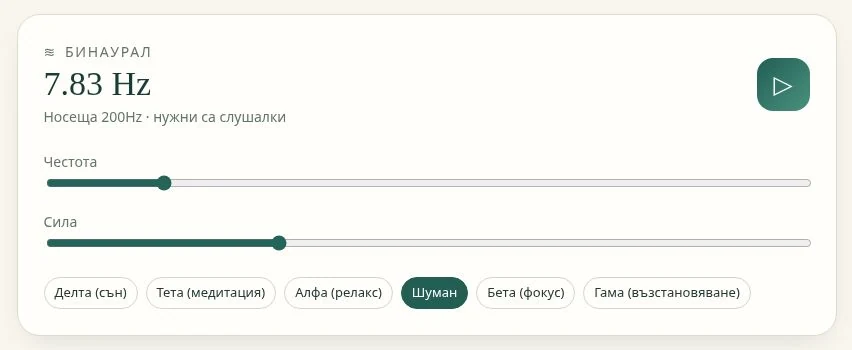 ≋ БИНАУРАЛ
7.83 Hz
Носеща 200Hz · нужни са слушалки
Честота
Сила
Делта (сън) Тета (медитация) Алфа (релакс) Шуман Бета (фокус) Гама (възстановяване)